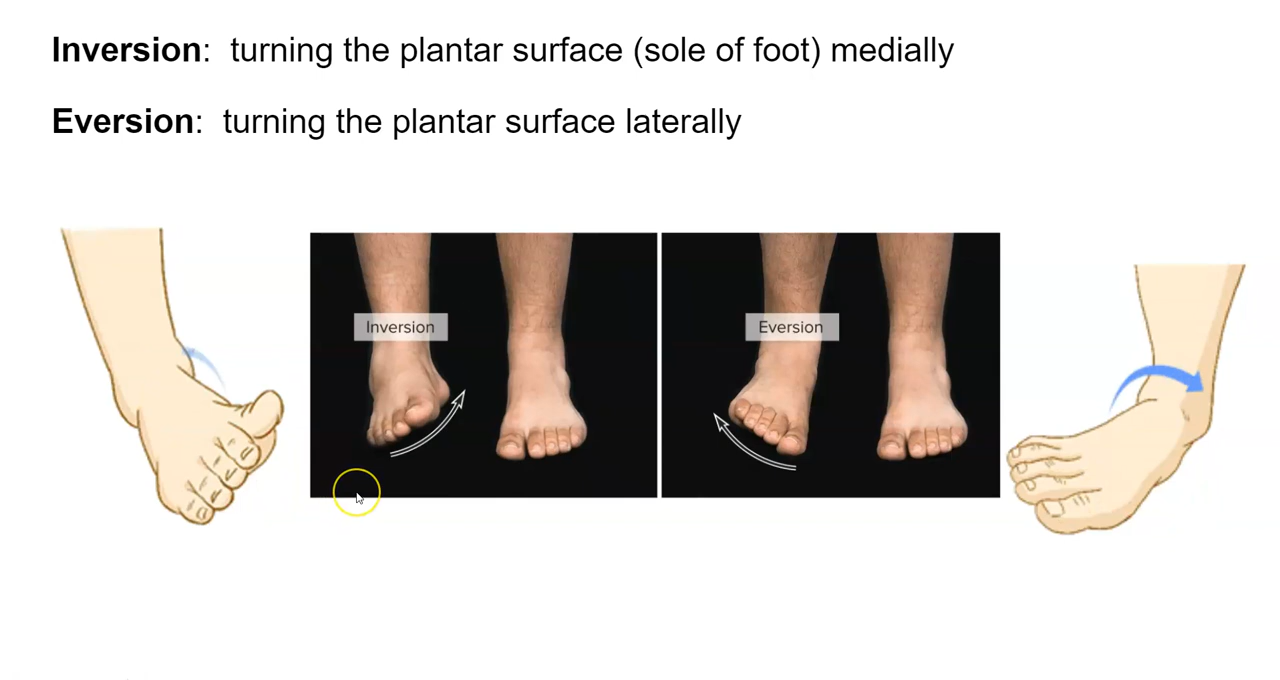 Inversion:  turning the plantar surface (sole of foot) medially
Eversion:  turning the plantar surface laterally
Inversion
Eversion